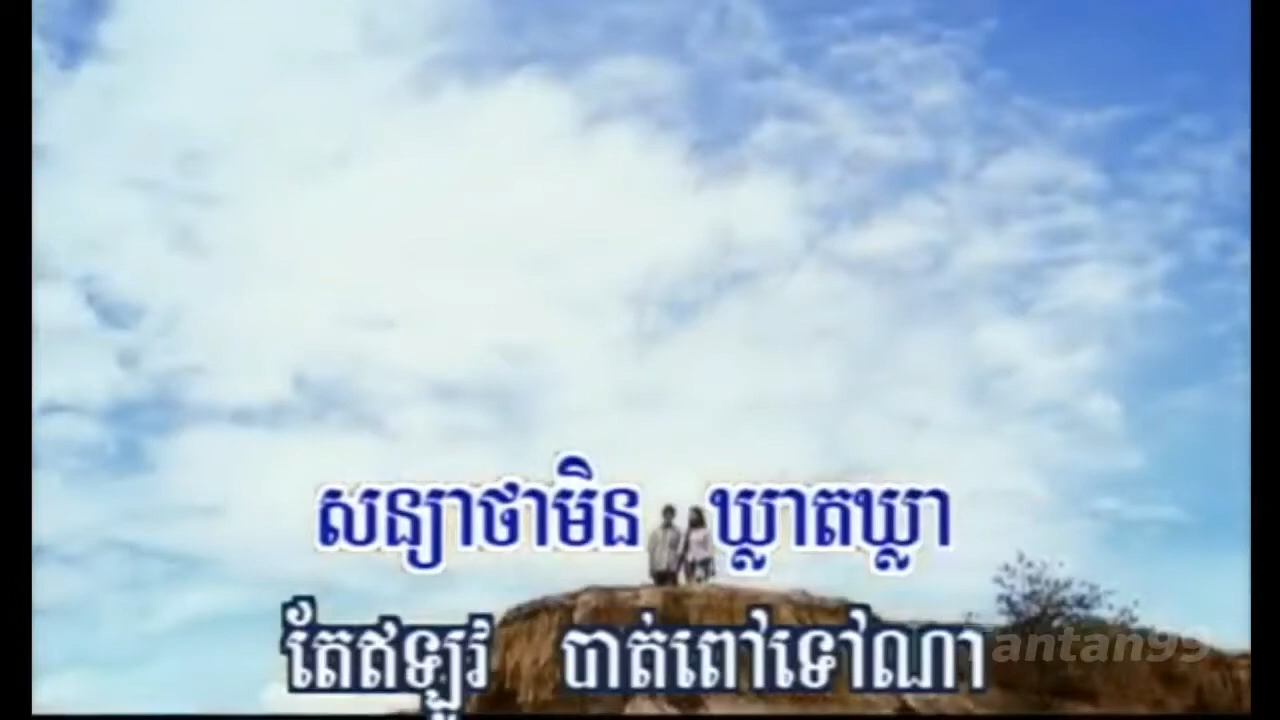 សន្យាថាមិន ឃ្លាតឃ្លា
តែឥឡូវ បាត់ពៅទៅណា
Tantan99